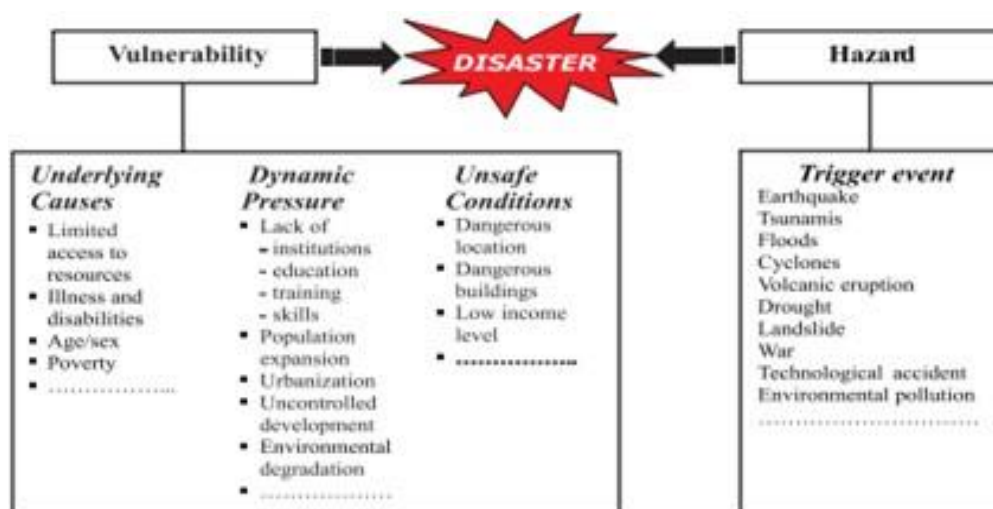 Vulnerability
DISASTER
Hazard
Underlying
Causes
▪ Limited
access to
resources
▪ Illness and
disabilities
▪ Age/sex
▪ Poverty
▪ ....................
Dynamic
Pressure
▪ Lack of
- institutions
- education
- training
- skills
▪ Population
expansion
▪ Urbanization
▪ Uncontrolled
development
▪ Environmental
degradation
▪ ....................
Unsafe
Conditions
▪ Dangerous
location
▪ Dangerous
buildings
▪ Low income
level
▪ ....................
Trigger event
Earthquake
Tsunamis
Floods
Cyclones
Volcanic eruption
Drought
Landslide
War
Technological accident
Environmental pollution
..............................